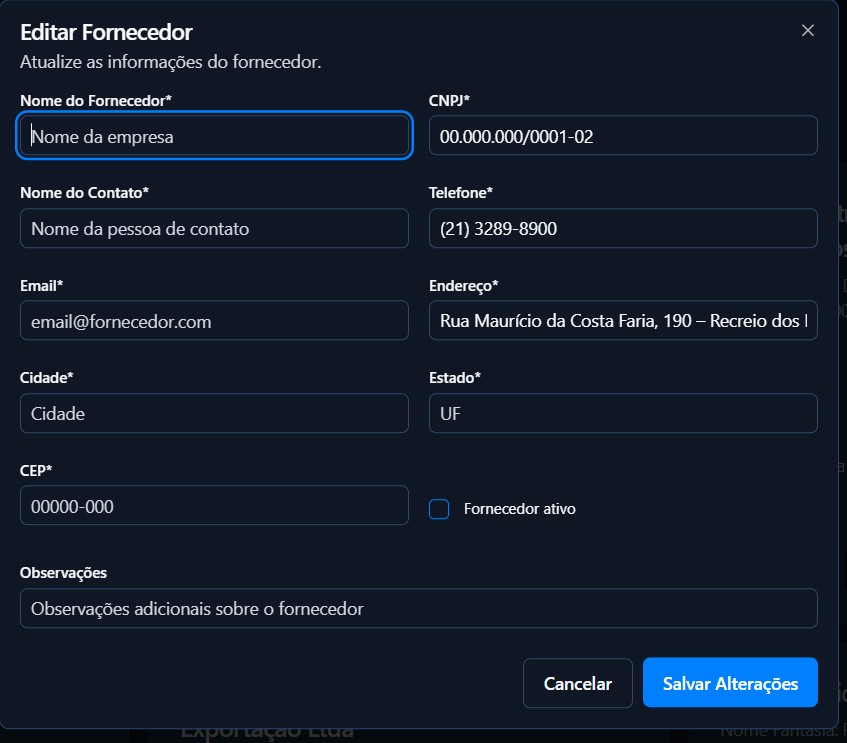 Editar Fornecedor
Atualize as informações do fornecedor.
Nome do Fornecedor*
CNPJ*
Nome da empresa
00.000.000/0001-02
Nome do Contato*
Telefone*
Nome da pessoa de contato
(21) 3289-8900
Email*
Endereço*
email@fornecedor.com
Rua Maurício da Costa Faria, 190 – Recreio dos
Cidade*
Estado*
Cidade
UF
CEP*
00000-000
Fornecedor ativo
Observações
Observações adicionais sobre o fornecedor
Cancelar
Salvar Alterações
Exportação Ltda
Nome Fantasia: